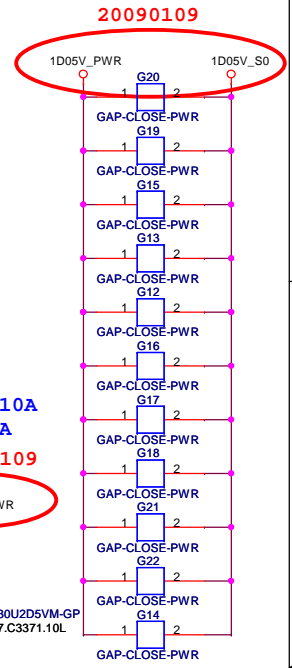 20090109
1D05V_PWR 1D05V_S0
G20
1 2
GAP-CLOSE-PWR
G19
1 2
GAP-CLOSE-PWR
G15
1 2
GAP-CLOSE-PWR
G13
1 2
GAP-CLOSE-PWR
G12
1 2
GAP-CLOSE-PWR
G16
1 2
GAP-CLOSE-PWR
10A
G17
1 2
A
GAP-CLOSE-PWR
109
G18
1 2
GAP-CLOSE-PWR
WR
G21
1 2
GAP-CLOSE-PWR
G22
1 2
GAP-CLOSE-PWR
30U2D5VM-GP
G14
7.C3371.10L
1 2
GAP-CLOSE-PWR